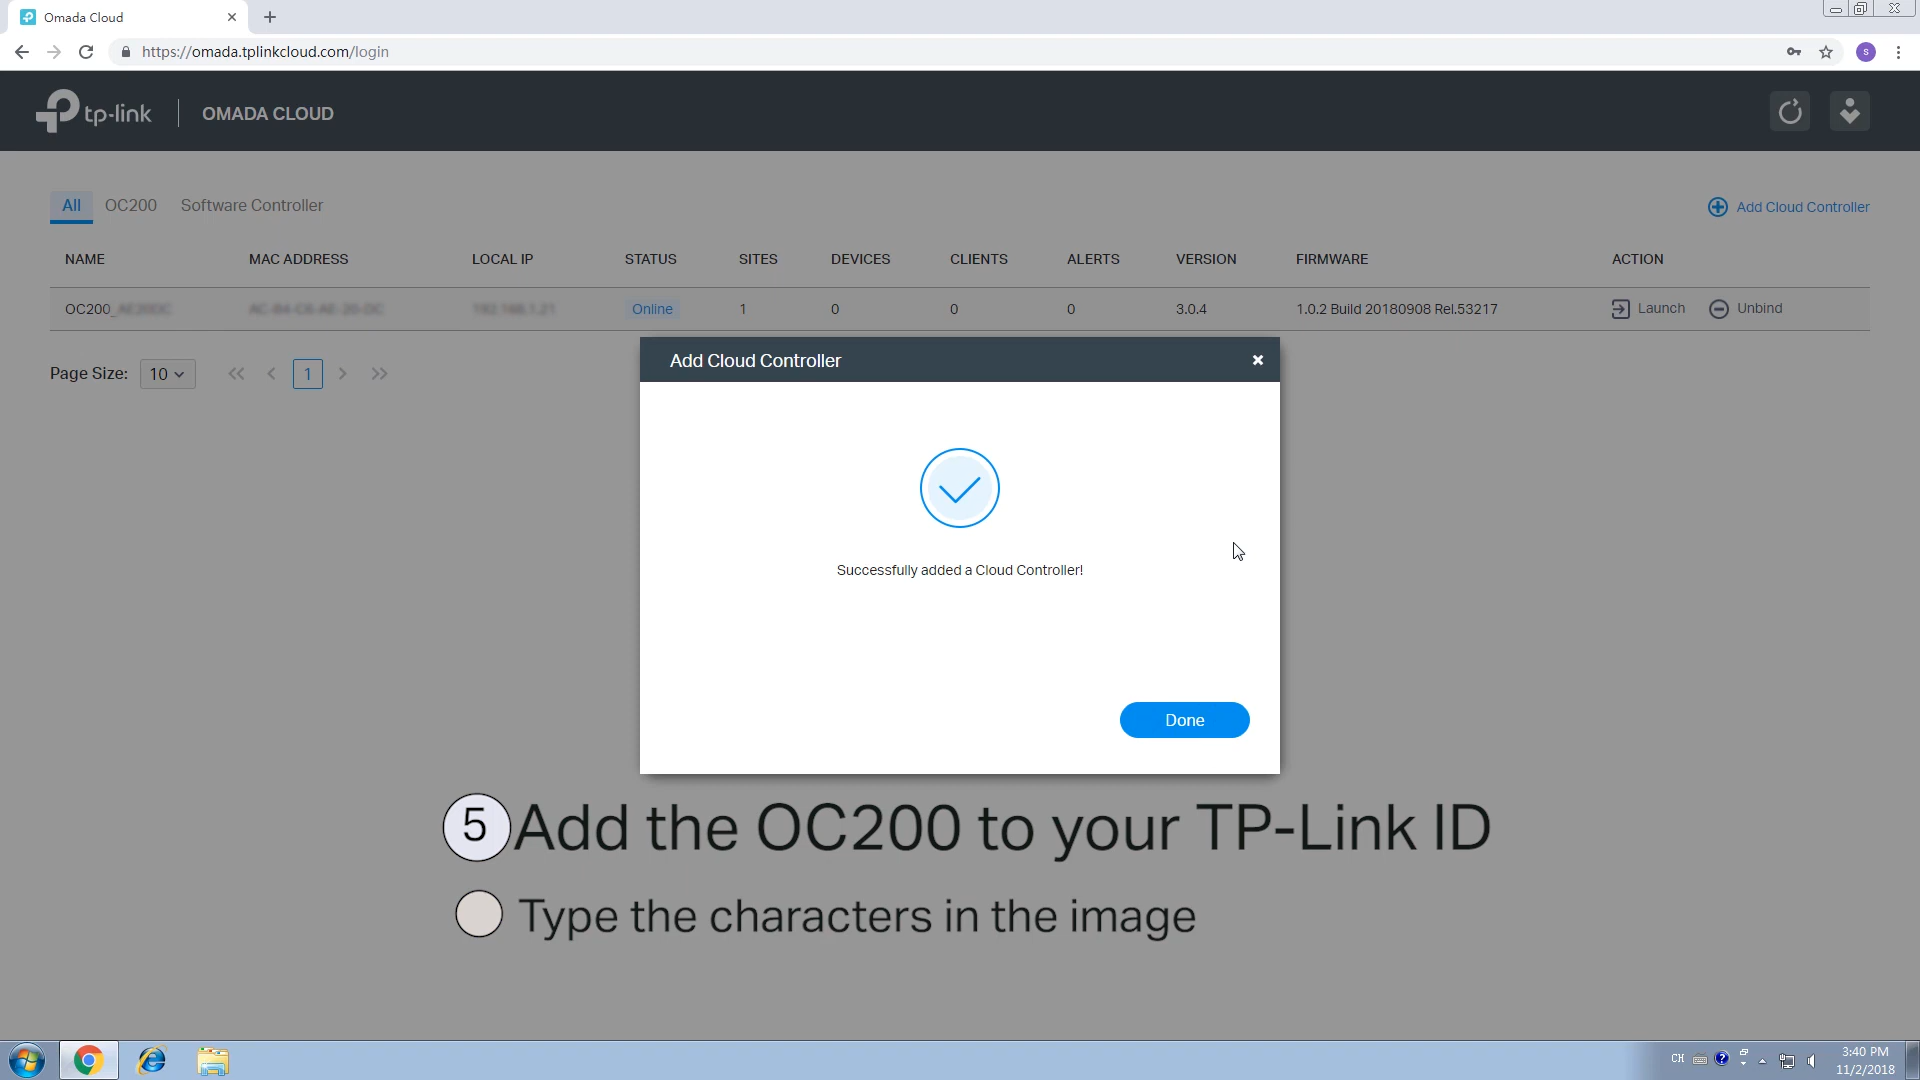 Omada Cloud
https://omada.tplinkcloud.com/login
s
tp-link | OMADA CLOUD
All OC200 Software Controller
Add Cloud Controller
NAME MAC ADDRESS LOCAL IP STATUS SITES DEVICES CLIENTS ALERTS VERSION FIRMWARE ACTION
OC200_ Online 1 0 0 0 3.0.4 1.0.2 Build 20180908 Rel.53217 Launch Unbind
Page Size: 10 1
Add Cloud Controller
Successfully added a Cloud Controller!
Done
5 Add the OC200 to your TP-Link ID
Type the characters in the image
CH
3:40 PM
11/2/2018